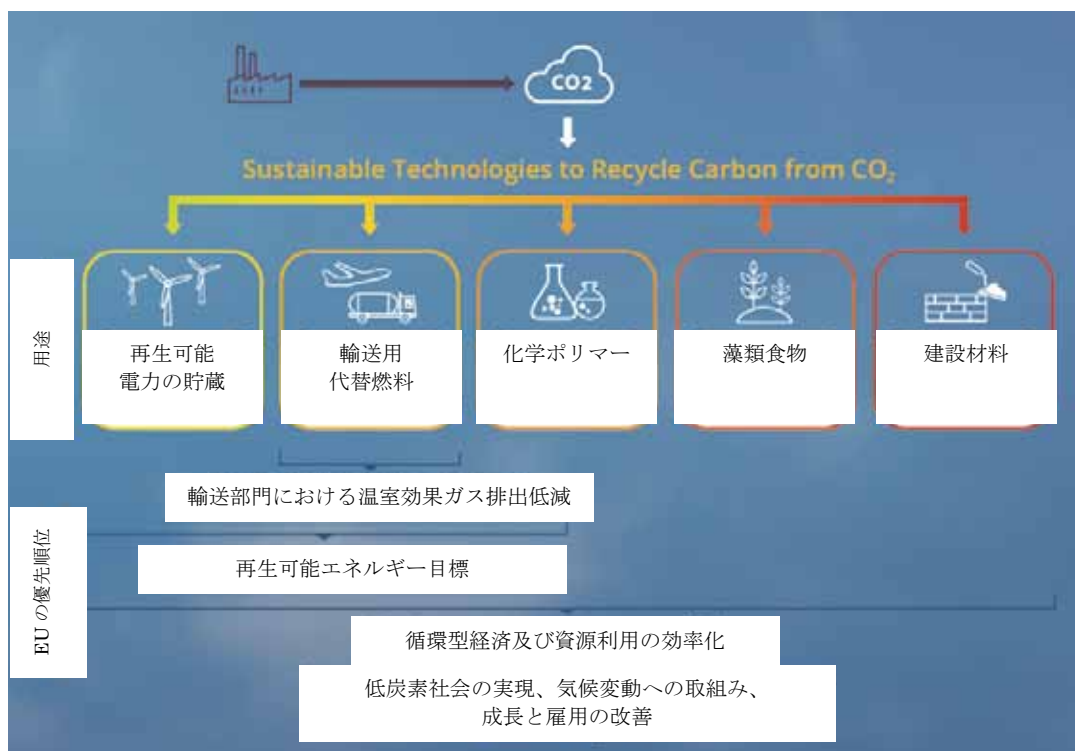 CO2
Sustainable Technologies to Recycle Carbon from CO₂
用途
再生可能
電力の貯蔵
輸送用
代替燃料
化学ポリマー
藻類食物
建設材料
EU の優先順位
輸送部門における温室効果ガス排出低減
再生可能エネルギー目標
循環型経済及び資源利用の効率化
低炭素社会の実現、気候変動への取組み、
成長と雇用の改善